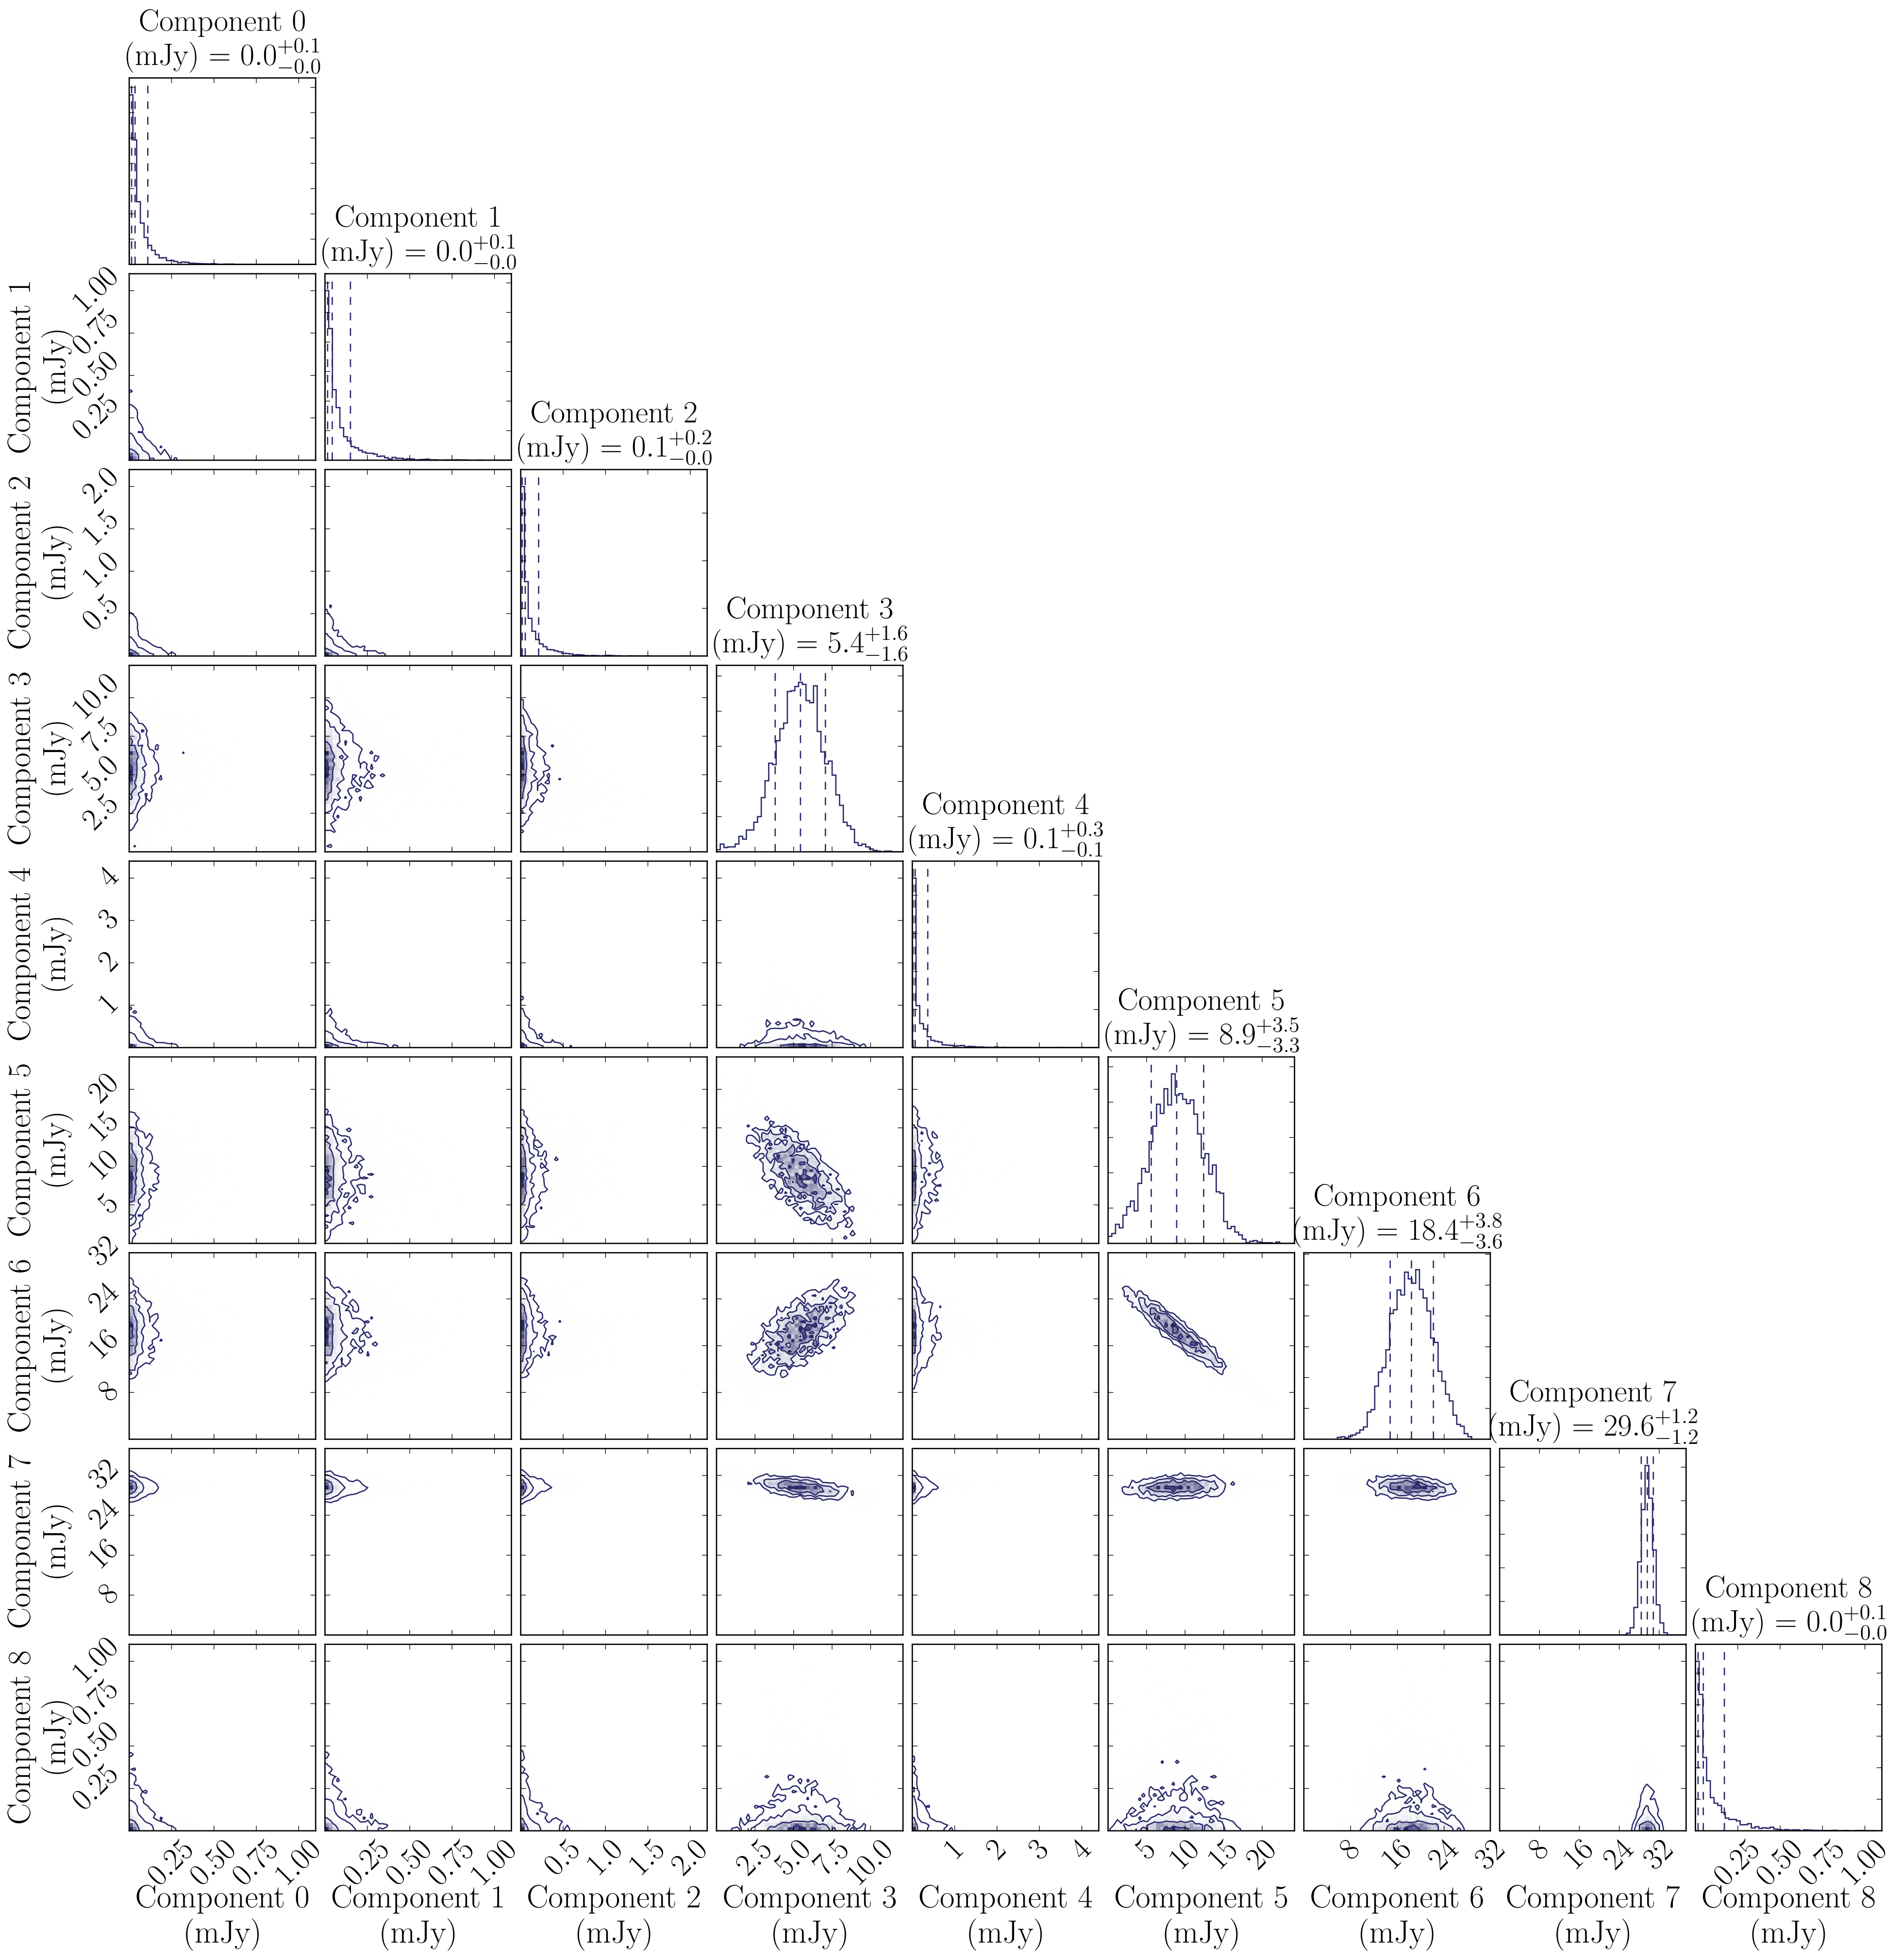 Component 0
(mJy) = 0.0+0.1−0.0
Component 1
(mJy) = 0.0+0.1−0.0
Component 1
(mJy)
1.00
0.75
0.50
0.25
Component 2
(mJy) = 0.1+0.2−0.0
Component 2
(mJy)
2.0
1.5
1.0
0.5
Component 3
(mJy) = 5.4+1.6−1.6
Component 3
(mJy)
10.0
7.5
5.0
2.5
Component 4
(mJy) = 0.1+0.3−0.1
Component 4
(mJy)
4
3
2
1
Component 5
(mJy) = 8.9+3.5−3.3
Component 5
(mJy)
20
15
10
5
Component 6
(mJy) = 18.4+3.8−3.6
Component 6
(mJy)
32
24
16
8
Component 7
(mJy) = 29.6+1.2−1.2
Component 7
(mJy)
32
24
16
8
Component 8
(mJy) = 0.0+0.1−0.0
Component 8
(mJy)
1.00
0.75
0.50
0.25
0.25 0.50 0.75 1.00 0.25 0.50 0.75 1.00 0.5 1.0 1.5 2.0 2.5 5.0 7.5 10.0 1 2 3 4 5 10 15 20 8 16 24 32 8 16 24 32 0.25 0.50 0.75 1.00
Component 0 Component 1 Component 2 Component 3 Component 4 Component 5 Component 6 Component 7 Component 8
(mJy) (mJy) (mJy) (mJy) (mJy) (mJy) (mJy) (mJy) (mJy)